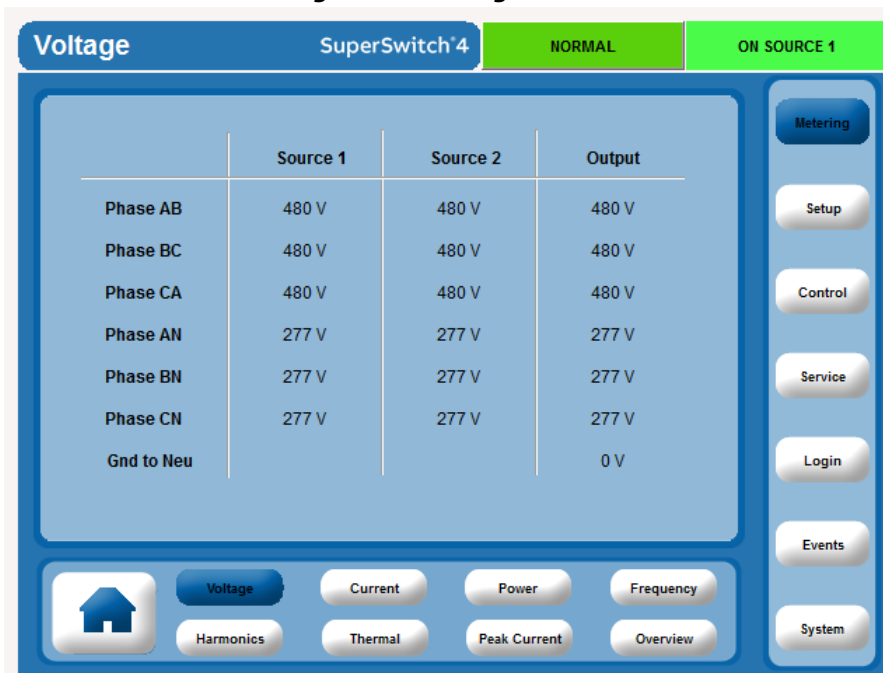 Voltage SuperSwitch®4 NORMAL ON SOURCE 1
Metering
Source 1 Source 2 Output
Phase AB 480 V 480 V 480 V
Setup
Phase BC 480 V 480 V 480 V
Phase CA 480 V 480 V 480 V
Control
Phase AN 277 V 277 V 277 V
Phase BN 277 V 277 V 277 V
Service
Phase CN 277 V 277 V 277 V
Gnd to Neu 0 V
Login
Events
Voltage Current Power Frequency
Harmonics Thermal Peak Current Overview
System